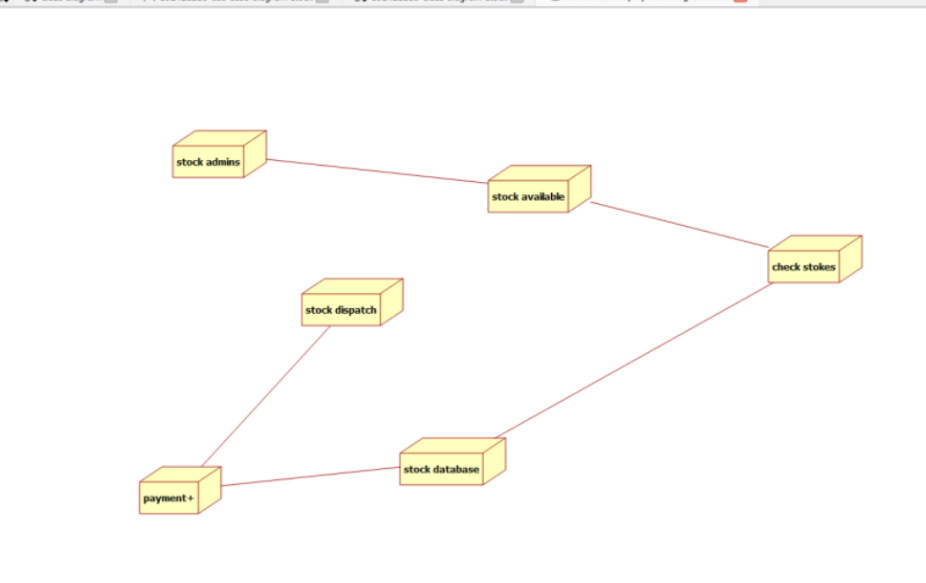 stock admins
stock available
check stokes
stock dispatch
stock database
payment+